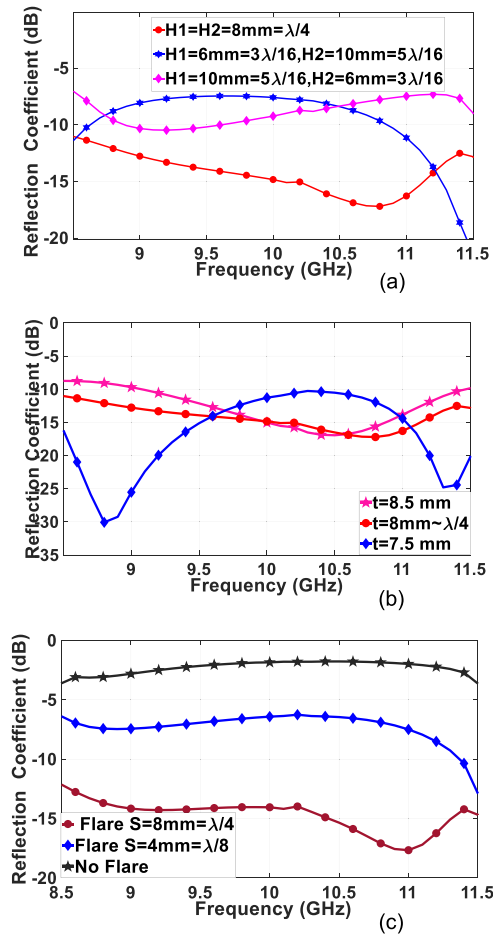 H1=H2=8mm=λ/4
H1=6mm=3λ/16,H2=10mm=5λ/16
H1=10mm=5λ/16,H2=6mm=3λ/16
Reflection Coefficient (dB)
-5
-10
-15
-20
9 9.5 10 10.5 11 11.5
Frequency (GHz)
(a)
Reflection Coefficient (dB)
0
-5
-10
15
20
25
30
35
t=8.5 mm
t=8mm~λ/4
t=7.5 mm
9 9.5 10 10.5 11 11.5
Frequency (GHz)
(b)
Reflection Coefficient (dB)
0
-5
-10
-15
-20
Flare S=8mm=λ/4
Flare S=4mm=λ/8
No Flare
8.5 9 9.5 10 10.5 11 11.5
Frequency (GHz)
(c)